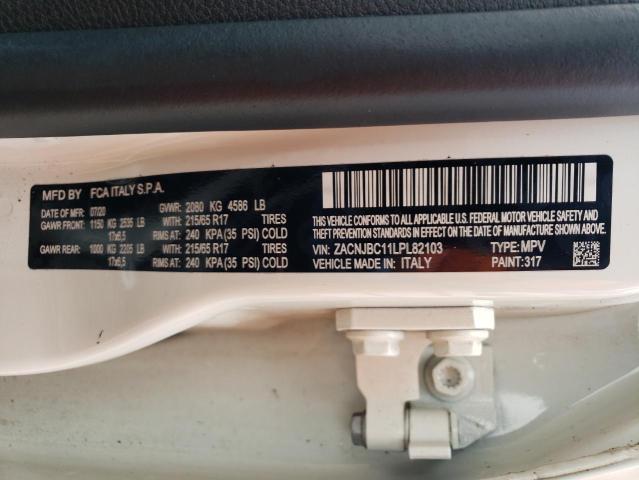 MFD BY FCA ITALY S.P.A.
DATE OF MFR: 07/20 GVWR: 2080 KG 4586 LB
GAWR FRONT: 1150 KG 2535 LB WITH 215/65 R17
17x6,5 RIMS AT: 240 KPA (35 PSI) COLD
GAWR REAR: 1000 KG 2205 LB WITH 215/65 R17
17x6,5 RIMS AT: 240 KPA (35 PSI) COLD
THIS VEHICLE CONFORMS TO ALL APPLICABLE U.S. FEDERAL MOTOR VEHICLE SAFETY,
BUMPER, AND THEFT PREVENTION STANDARDS IN EFFECT ON THE DATE OF MANUFACTURE SHOWN ABOVE.
VIN: ZACNJBC11LPL82103 TYPE: MPV
VEHICLE MADE IN: ITALY PAINT:317